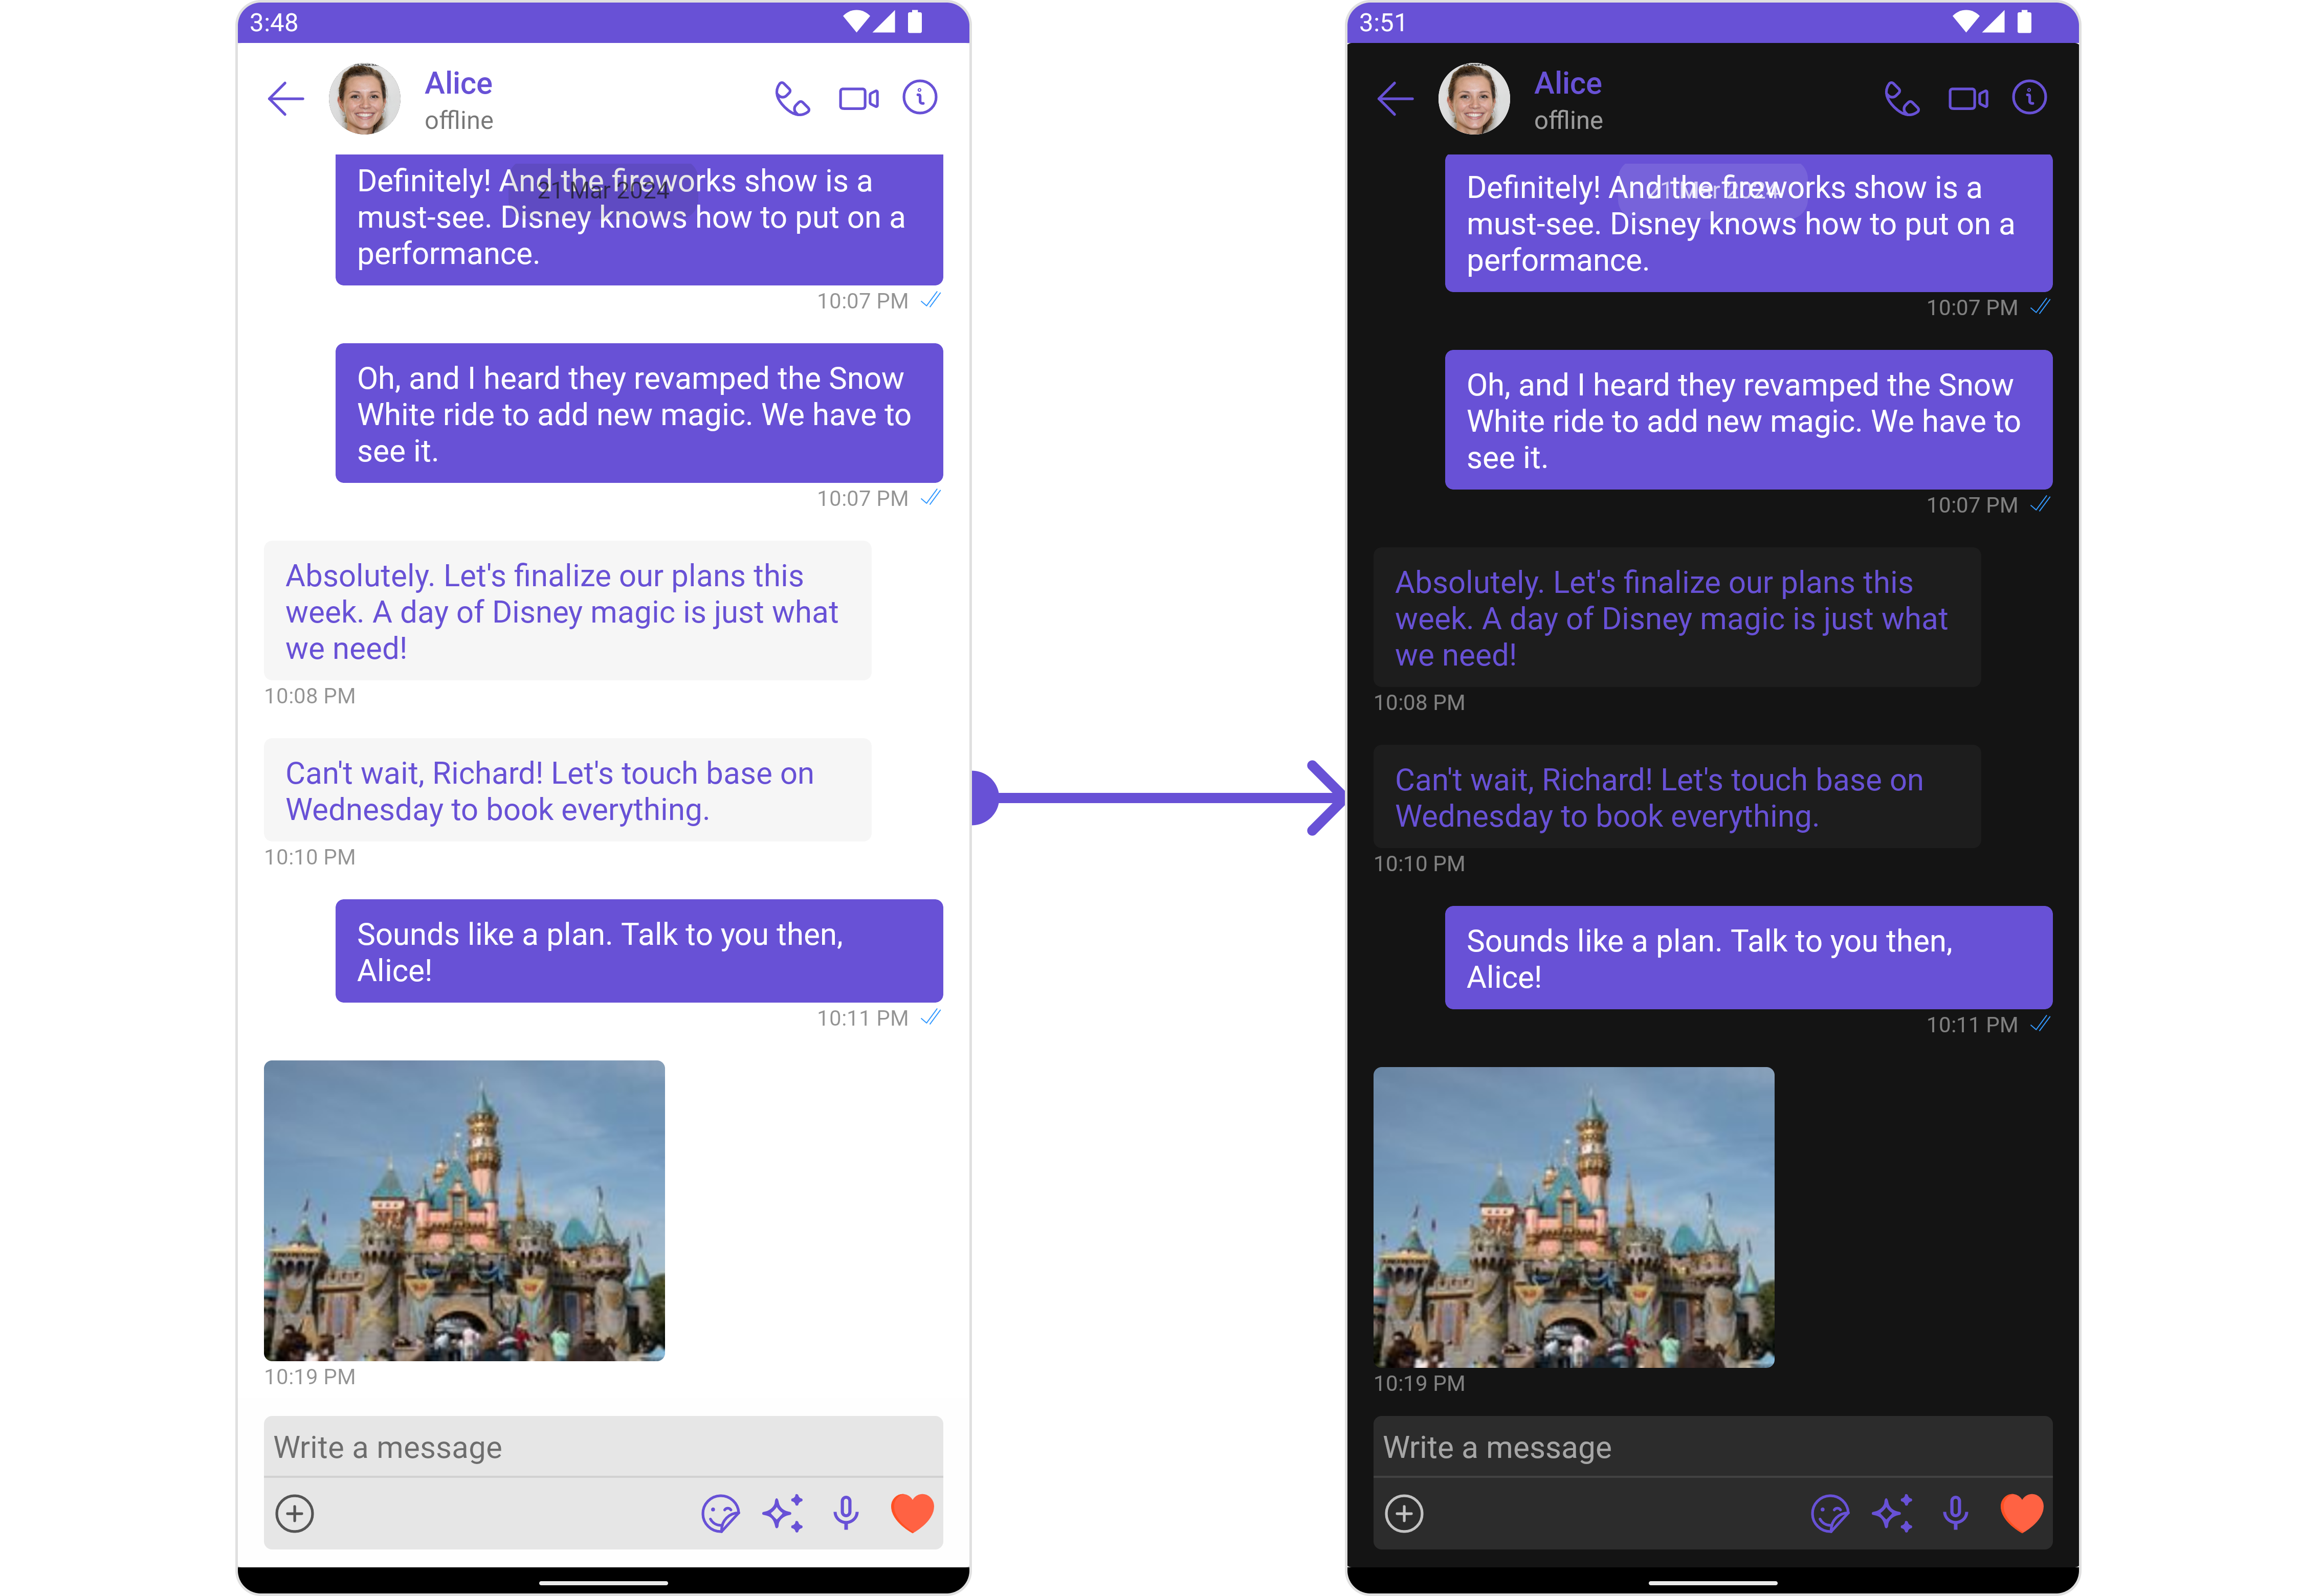 3:48
Alice
offline
21 Mar 2024
Definitely! And the fireworks show is a
must-see. Disney knows how to put on a
performance.
10:07 PM
Oh, and I heard they revamped the Snow
White ride to add new magic. We have to
see it.
10:07 PM
Absolutely. Let's finalize our plans this
week. A day of Disney magic is just what
we need!
10:08 PM
Can't wait, Richard! Let's touch base on
Wednesday to book everything.
10:10 PM
Sounds like a plan. Talk to you then,
Alice!
10:11 PM
10:19 PM
Write a message
3:51
Alice
offline
21 Mar 2024
Definitely! And the fireworks show is a
must-see. Disney knows how to put on a
performance.
10:07 PM
Oh, and I heard they revamped the Snow
White ride to add new magic. We have to
see it.
10:07 PM
Absolutely. Let's finalize our plans this
week. A day of Disney magic is just what
we need!
10:08 PM
Can't wait, Richard! Let's touch base on
Wednesday to book everything.
10:10 PM
Sounds like a plan. Talk to you then,
Alice!
10:11 PM
10:19 PM
Write a message